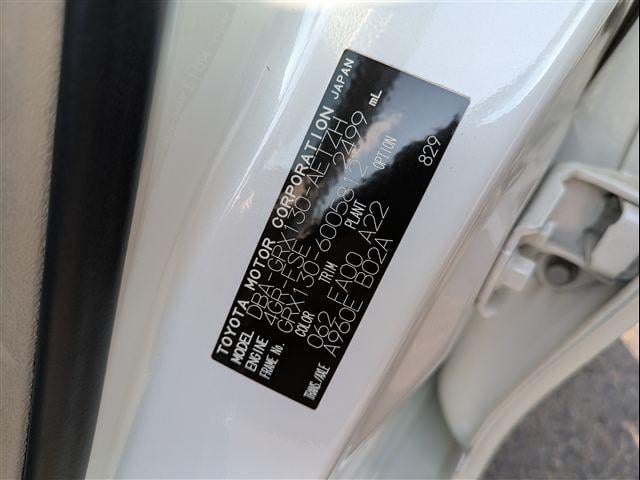 TOYOTA MOTOR CORPORATION JAPAN
MODEL DBA-GRX130-AETZH
ENGINE 4GR-FSE 2499 mL
FRAME No. GRX130-6005812
COLOR TRIM PLANT OPTION
062 EA00 A22 829
TRANS./AXLE A960E B02A